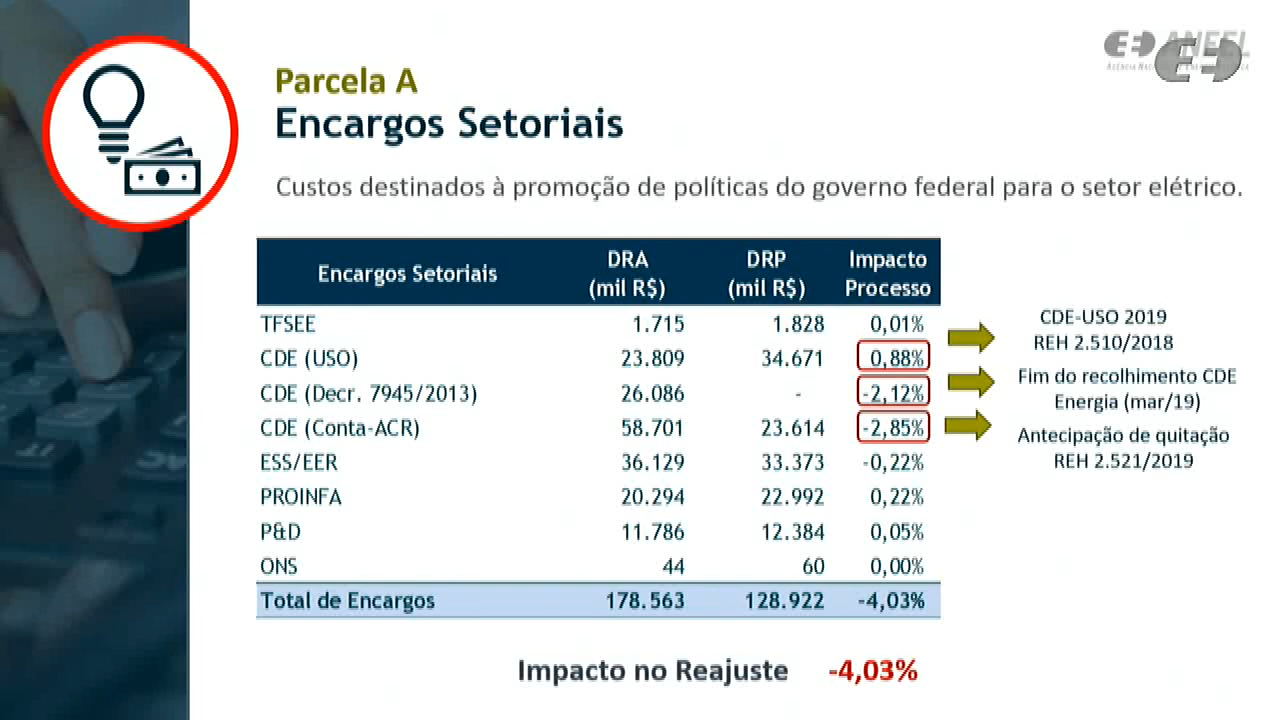 ANEEL
Parcela A
Encargos Setoriais
Custos destinados à promoção de políticas do governo federal para o setor elétrico.
Encargos Setoriais DRA (mil R$) DRP (mil R$) Impacto Processo
TFSEE 1.715 1.828 0,01%
CDE (USO) 23.809 34.671 0,88%
CDE (Decr. 7945/2013) 26.086 - -2,12%
CDE (Conta-ACR) 58.701 23.614 -2,85%
ESS/EER 36.129 33.373 -0,22%
PROINFA 20.294 22.992 0,22%
P&D 11.786 12.384 0,05%
ONS 44 60 0,00%
Total de Encargos 178.563 128.922 -4,03%
CDE-USO 2019
REH 2.510/2018
Fim do recolhimento CDE
Energia (mar/19)
Antecipação de quitação
REH 2.521/2019
Impacto no Reajuste -4,03%